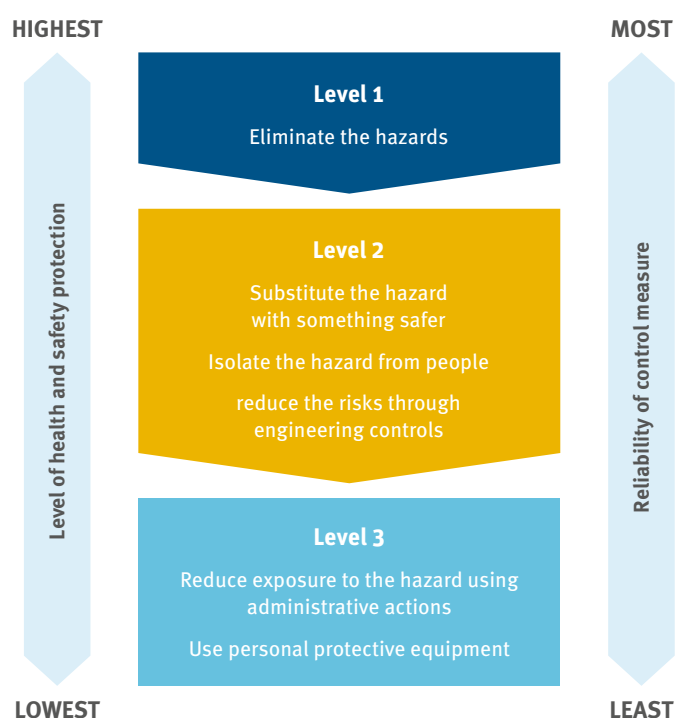 HIGHEST
MOST
Level 1
Eliminate the hazards
Level of health and safety protection
Level 2
Substitute the hazard
with something safer
Isolate the hazard from people
reduce the risks through
engineering controls
Reliability of control measure
Level 3
Reduce exposure to the hazard using
administrative actions
Use personal protective equipment
LOWEST
LEAST